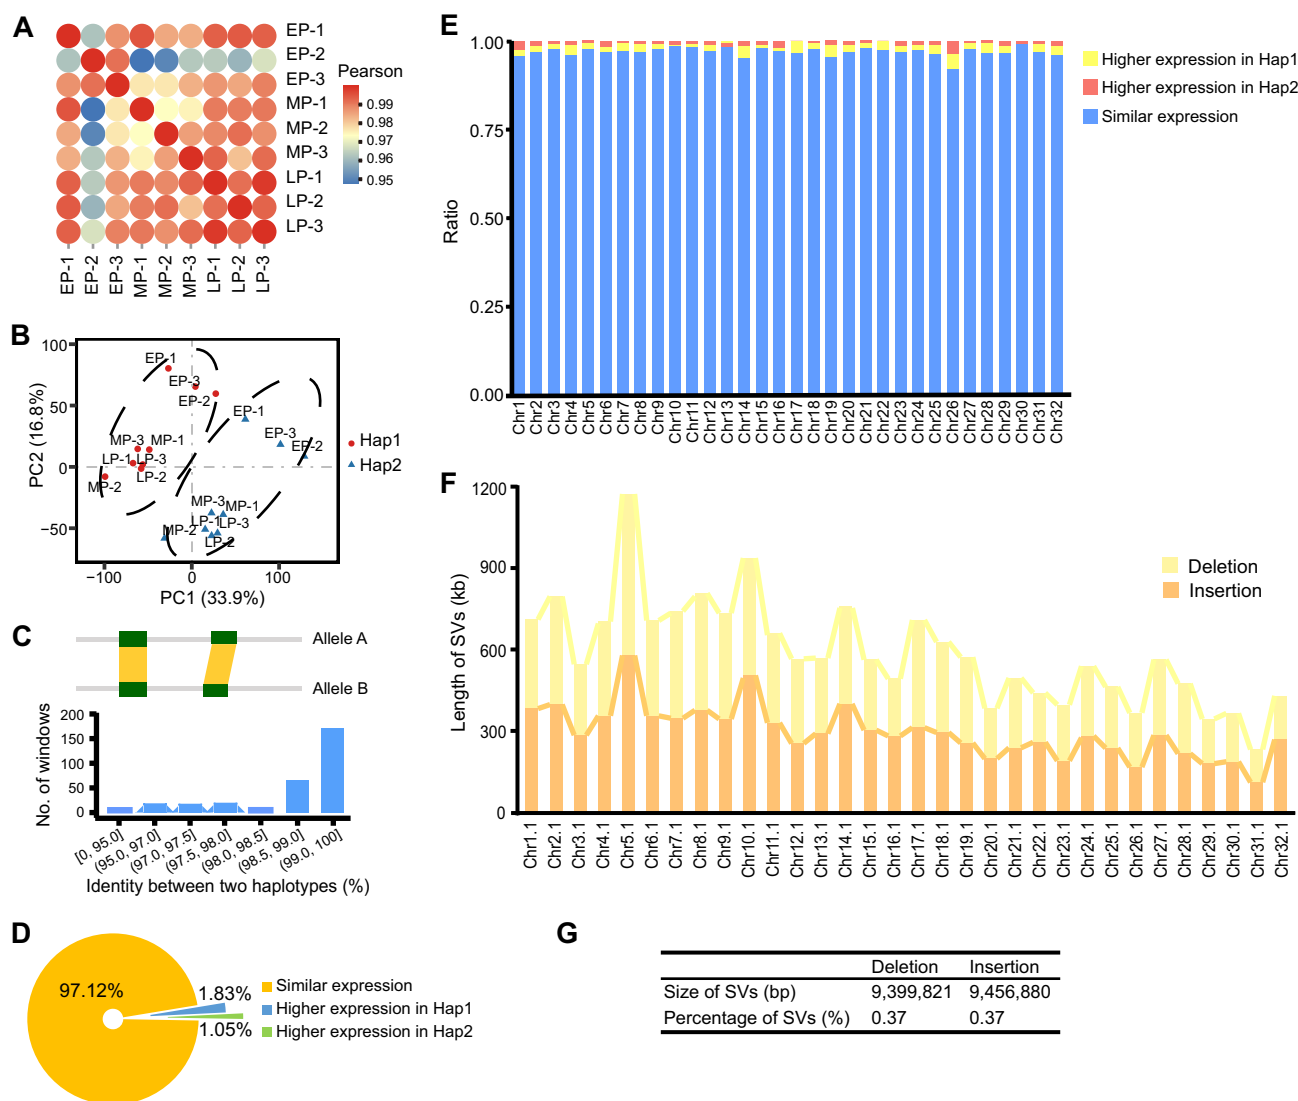 A
EP-1
EP-2
EP-3
MP-1
MP-2
MP-3
LP-1
LP-2
LP-3
Pearson
0.99
0.98
0.97
0.96
0.95
EP-1 EP-2 EP-3 MP-1 MP-2 MP-3 LP-1 LP-2 LP-3
B
PC2 (16.8%)
100
50
0
−50
EP-1
EP-3
EP-2
EP-1
EP-3
EP-2
MP-3 MP-1
LP-1 LP-3
LP-2
MP-2
MP-3
MP-1
LP-1
LP-3
MP-2
LP-2
−100 0 100
PC1 (33.9%)
Hap1
Hap2
C
Allele A
Allele B
No. of windows
200
150
100
50
0
[0, 95.0] (95.0, 97.0] (97.0, 97.5] (97.5, 98.0] (98.0, 98.5] (98.5, 99.0] (99.0, 100]
Identity between two haplotypes (%)
D
97.12%
1.83%
1.05%
Similar expression
Higher expression in Hap1
Higher expression in Hap2
E
Ratio
1.00
0.75
0.50
0.25
0.00
Chr1 Chr2 Chr3 Chr4 Chr5 Chr6 Chr7 Chr8 Chr9 Chr10 Chr11 Chr12 Chr13 Chr14 Chr15 Chr16 Chr17 Chr18 Chr19 Chr20 Chr21 Chr22 Chr23 Chr24 Chr25 Chr26 Chr27 Chr28 Chr29 Chr30 Chr31 Chr32
Higher expression in Hap1
Higher expression in Hap2
Similar expression
F
Length of SVs (kb)
1200
900
600
300
0
Chr1.1 Chr2.1 Chr3.1 Chr4.1 Chr5.1 Chr6.1 Chr7.1 Chr8.1 Chr9.1 Chr10.1 Chr11.1 Chr12.1 Chr13.1 Chr14.1 Chr15.1 Chr16.1 Chr17.1 Chr18.1 Chr19.1 Chr20.1 Chr21.1 Chr22.1 Chr23.1 Chr24.1 Chr25.1 Chr26.1 Chr27.1 Chr28.1 Chr29.1 Chr30.1 Chr31.1 Chr32.1
Deletion
Insertion
G
Deletion Insertion
Size of SVs (bp) 9,399,821 9,456,880
Percentage of SVs (%) 0.37 0.37